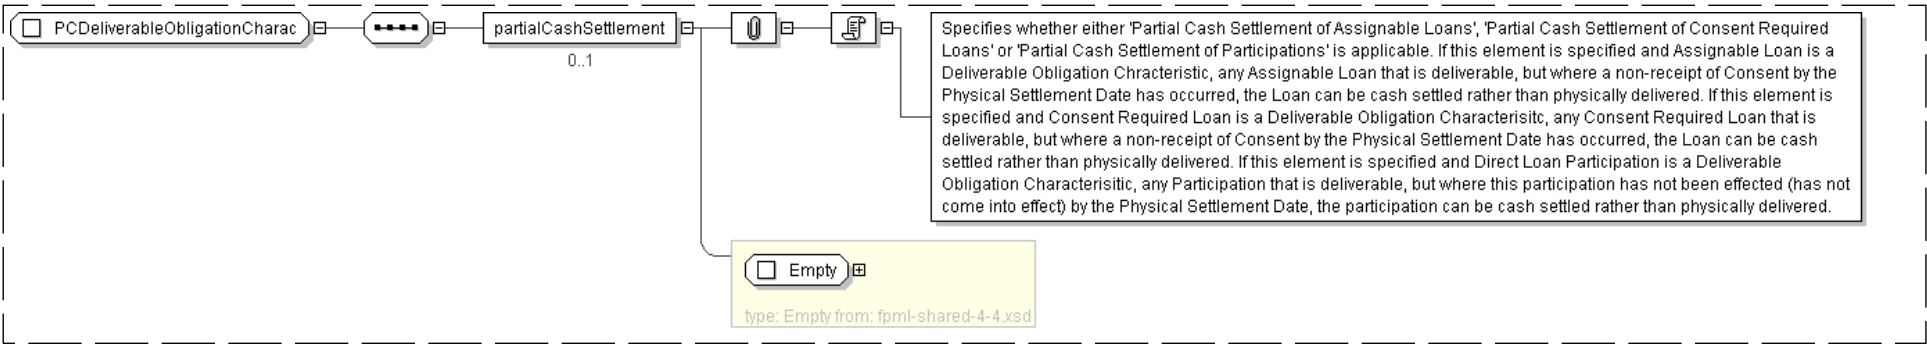 PCDeliverableObligationCharac
partialCashSettlement
0..1
Specifies whether either 'Partial Cash Settlement of Assignable Loans', 'Partial Cash Settlement of Consent Required
Loans' or 'Partial Cash Settlement of Participations' is applicable. If this element is specified and Assignable Loan is a
Deliverable Obligation Chracteristic, any Assignable Loan that is deliverable, but where a non-receipt of Consent by the
Physical Settlement Date has occurred, the Loan can be cash settled rather than physically delivered. If this element is
specified and Consent Required Loan is a Deliverable Obligation Characterisitc, any Consent Required Loan that is
deliverable, but where a non-receipt of Consent by the Physical Settlement Date has occurred, the Loan can be cash
settled rather than physically delivered. If this element is specified and Direct Loan Participation is a Deliverable
Obligation Characterisitic, any Participation that is deliverable, but where this participation has not been effected (has not
come into effect) by the Physical Settlement Date, the participation can be cash settled rather than physically delivered.
Empty
type: Empty from: fpml-shared-4-4.xsd